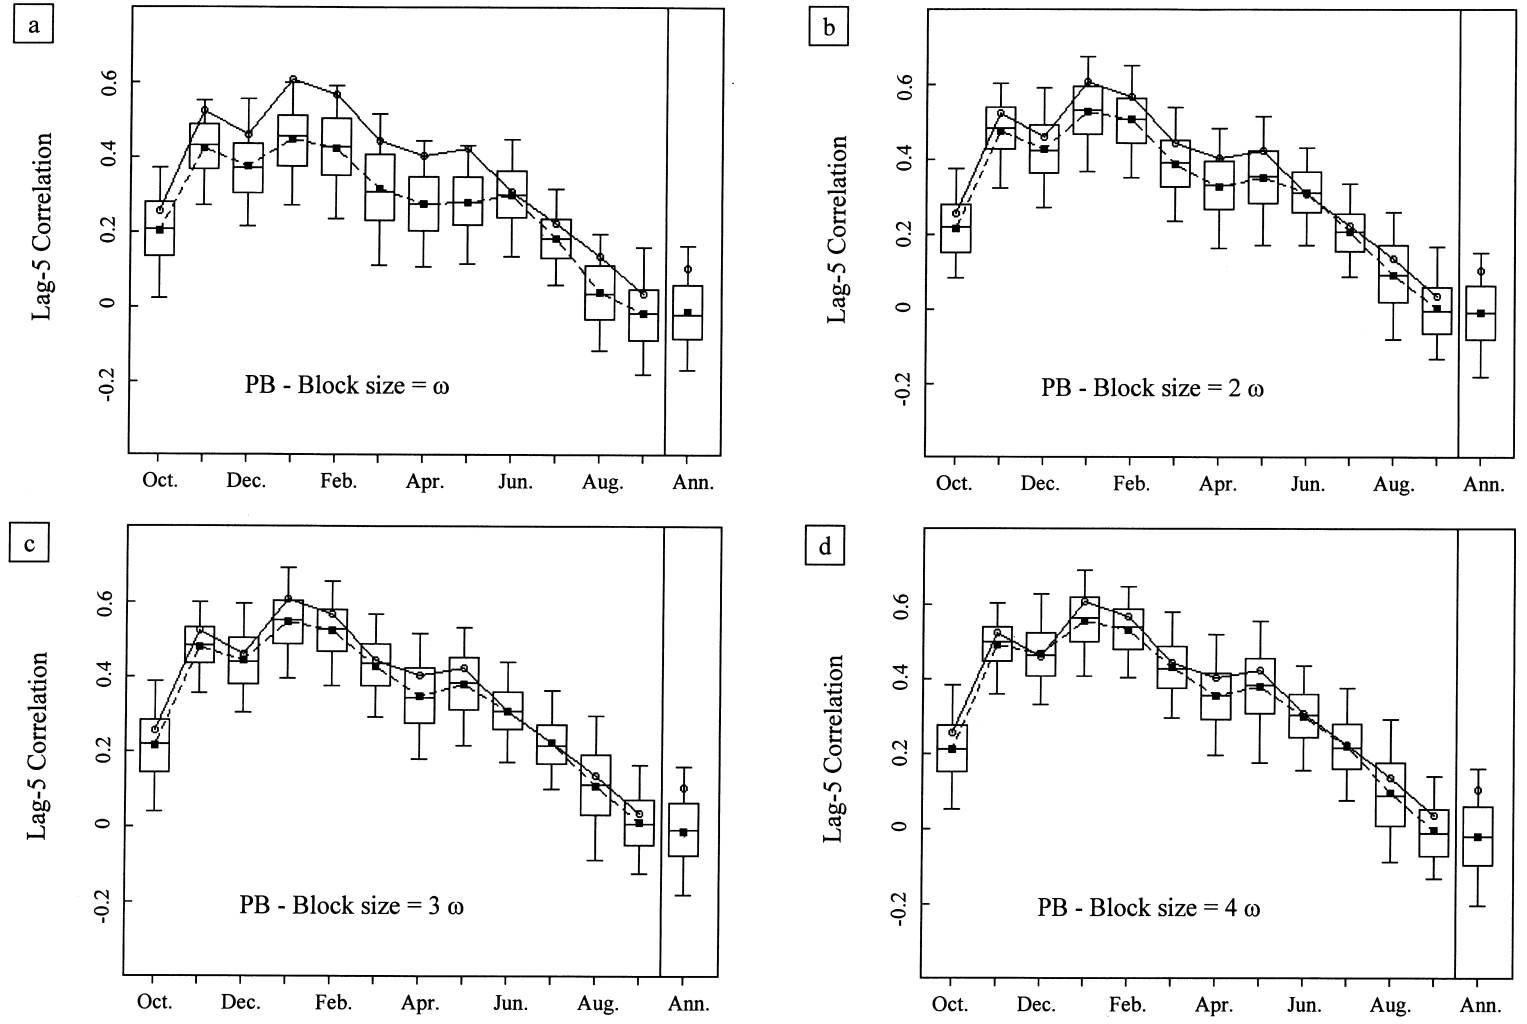 a
Lag-5 Correlation
0.6
0.4
0.2
0
-0.2
PB - Block size = ω
Oct. Dec. Feb. Apr. Jun. Aug. Ann.
b
Lag-5 Correlation
0.6
0.4
0.2
0
-0.2
PB - Block size = 2 ω
Oct. Dec. Feb. Apr. Jun. Aug. Ann.
c
Lag-5 Correlation
0.6
0.4
0.2
0
-0.2
PB - Block size = 3 ω
Oct. Dec. Feb. Apr. Jun. Aug. Ann.
d
Lag-5 Correlation
0.6
0.4
0.2
0
-0.2
PB - Block size = 4 ω
Oct. Dec. Feb. Apr. Jun. Aug. Ann.